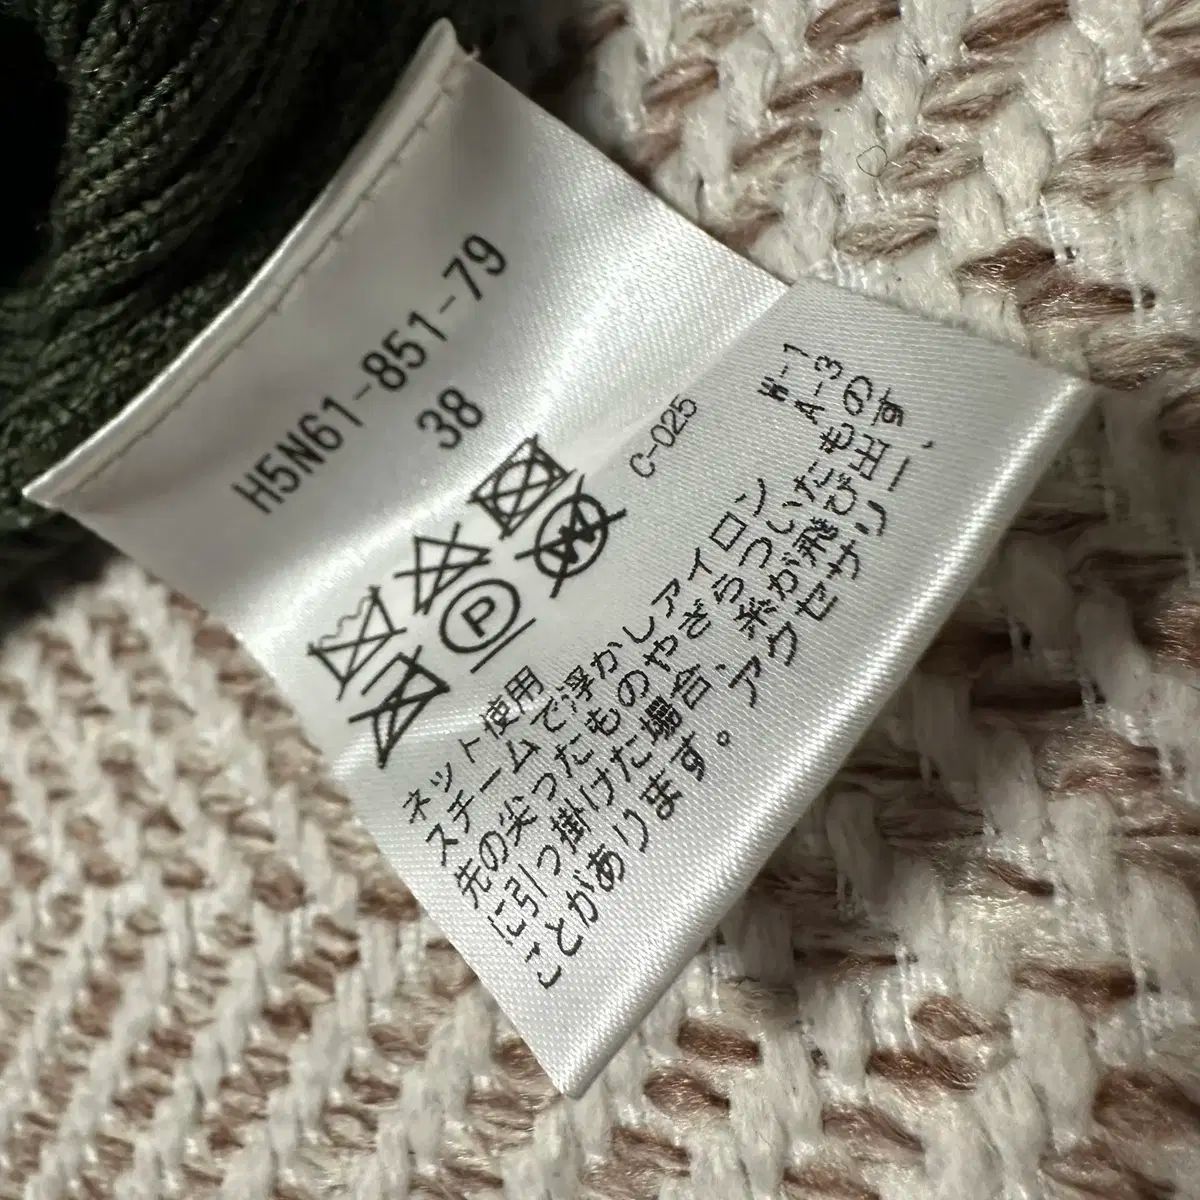 H5N61-851-79
38
P
W
C-025
W-1
A-3
ネット使用
スチームで浮かしアイロン
先の尖ったものやざらついたもの
に引っ掛けた場合、糸が飛び出す
ことがあります。アクセサリー、